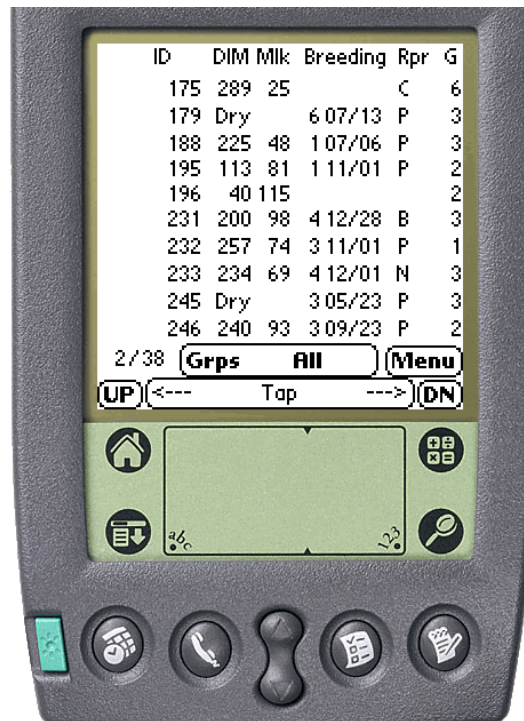 ID DIM Mlk Breeding Rpr G
175 289 25 C 6
179 Dry 6 07/13 P 3
188 225 48 1 07/06 P 3
195 113 81 1 11/01 P 2
196 40 115 2
231 200 98 4 12/28 B 3
232 257 74 3 11/01 P 1
233 234 69 4 12/01 N 3
245 Dry 3 05/23 P 3
246 240 93 3 09/23 P 2
2/38 Grps All Menu
UP <--- Tap ---> DN
abc 123